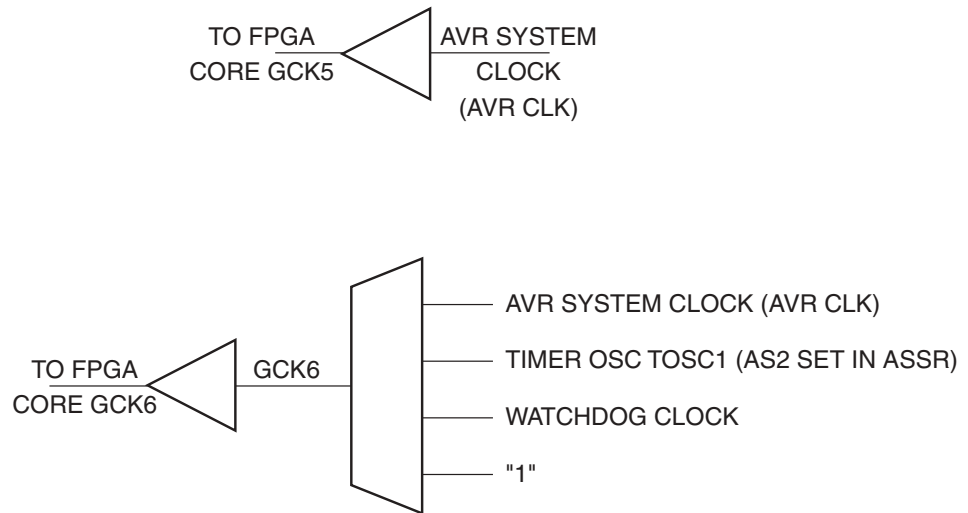 TO FPGA
CORE GCK5
AVR SYSTEM
CLOCK
(AVR CLK)
AVR SYSTEM CLOCK (AVR CLK)
TIMER OSC TOSC1 (AS2 SET IN ASSR)
TO FPGA
CORE GCK6
GCK6
WATCHDOG CLOCK
"1"